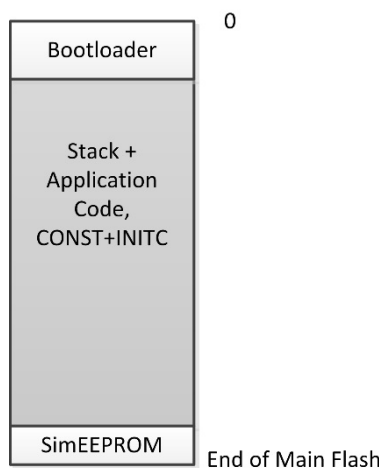 0
Bootloader
Stack +
Application
Code,
CONST+INITC
SimEEPROM
End of Main Flash